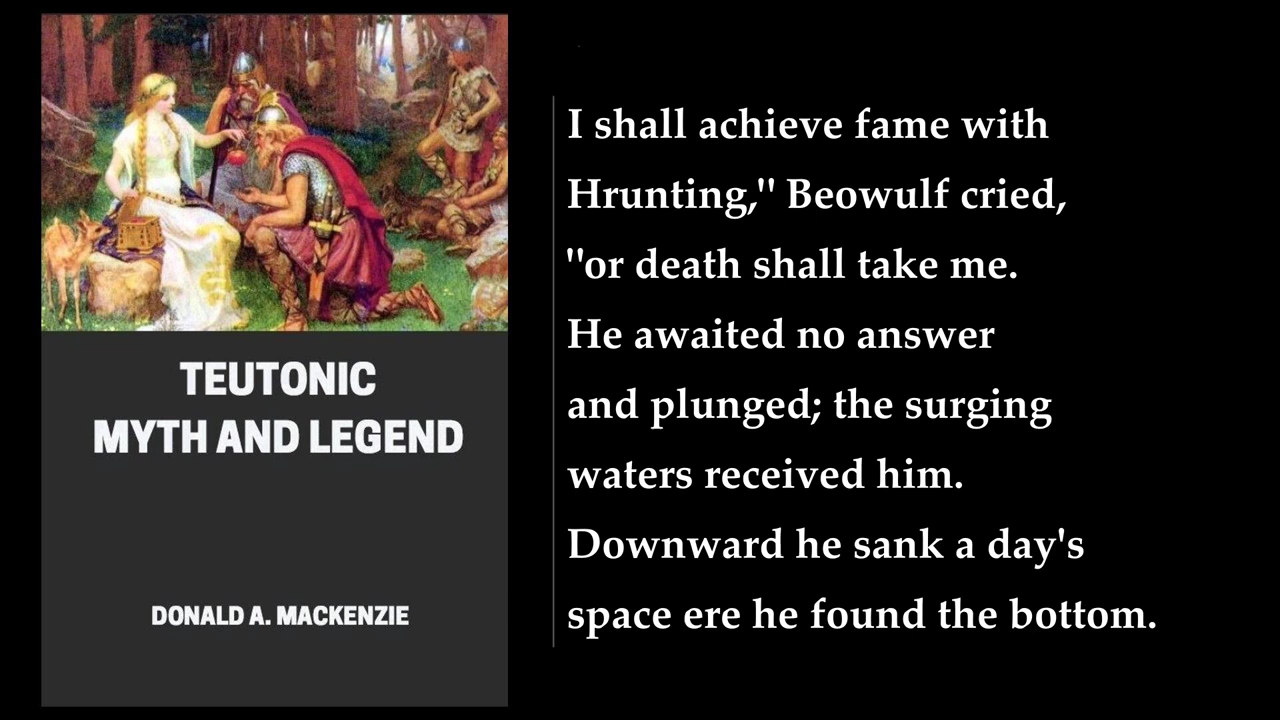 TEUTONIC
MYTH AND LEGEND
DONALD A. MACKENZIE
I shall achieve fame with
Hrunting," Beowulf cried,
"or death shall take me.
He awaited no answer
and plunged; the surging
waters received him.
Downward he sank a day's
space ere he found the bottom.